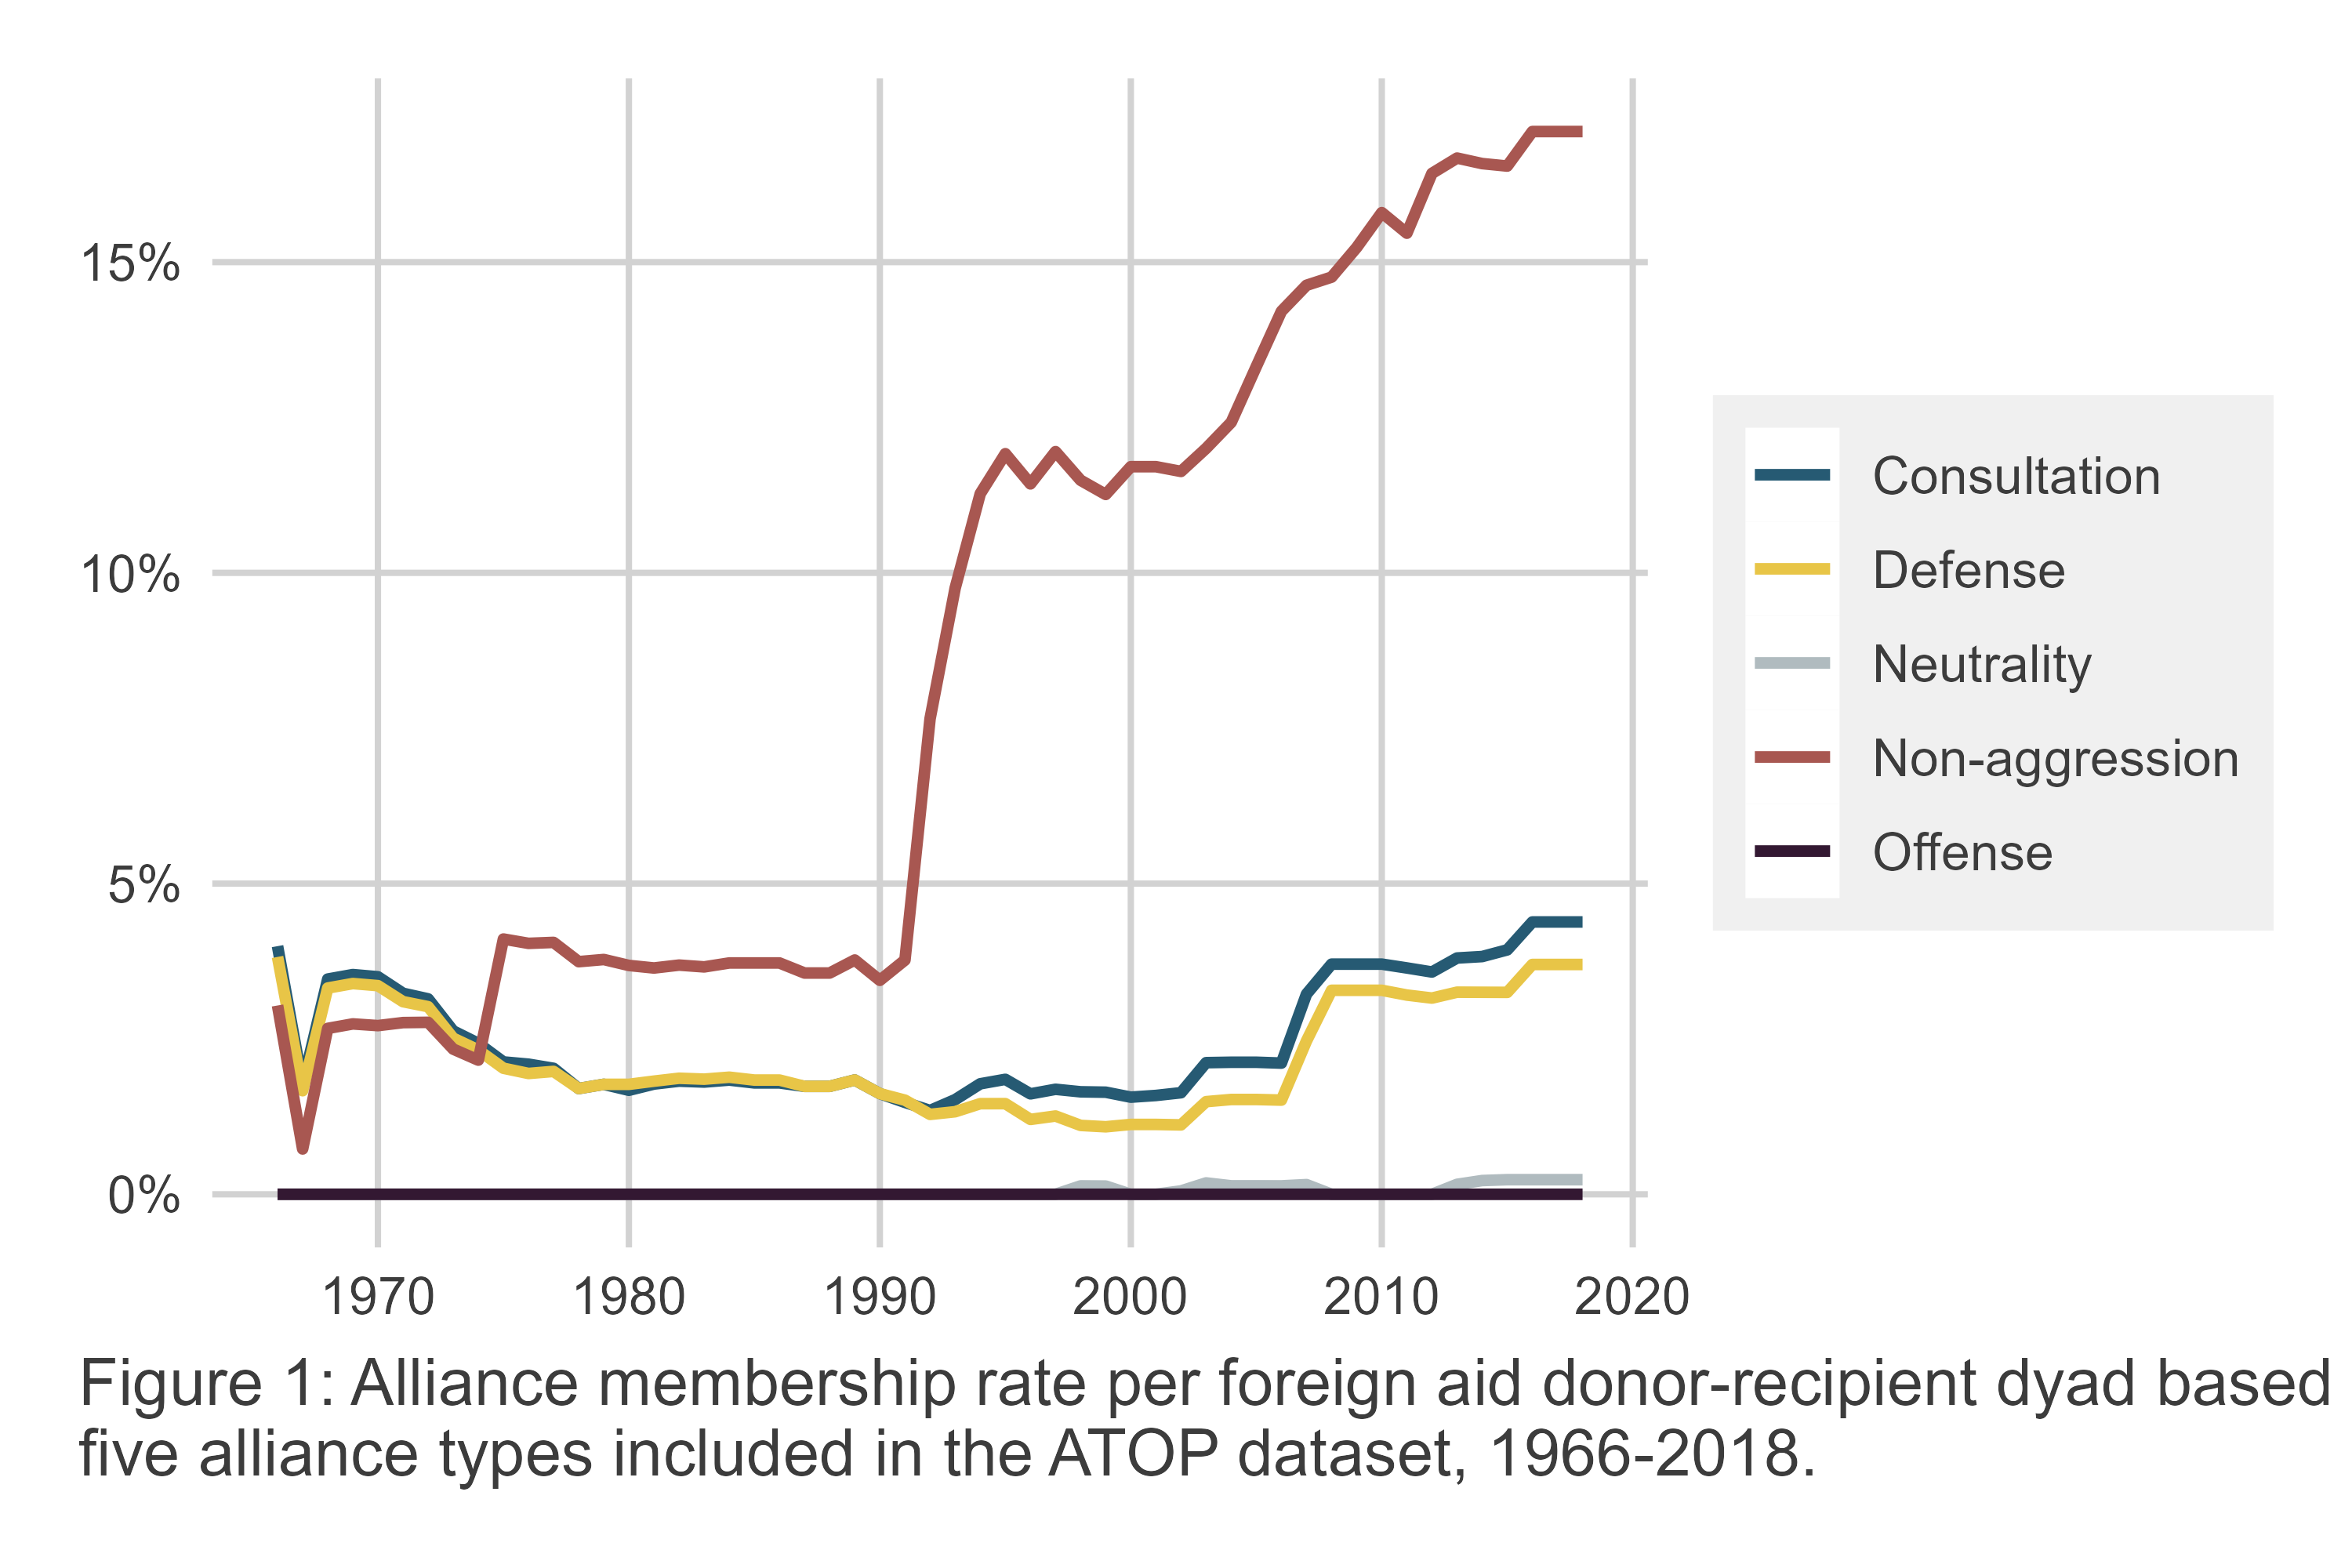 15%
10%
5%
0%
1970 1980 1990 2000 2010 2020
Consultation
Defense
Neutrality
Non-aggression
Offense
Figure 1: Alliance membership rate per foreign aid donor-recipient dyad based
five alliance types included in the ATOP dataset, 1966-2018.